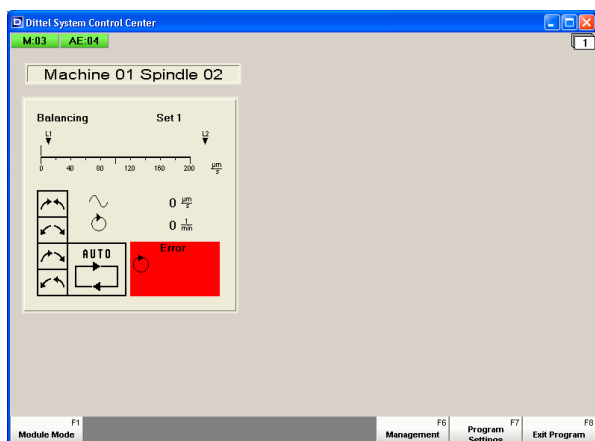 Dittel System Control Center
M:03 AE:04
1
Machine 01 Spindle 02
Balancing Set 1
L1 L2
0 40 80 120 160 200 µm/s
0 µm/s
0 1/min
AUTO
Error
F1 F6 F7 F8
Module Mode Management Program Settings Exit Program